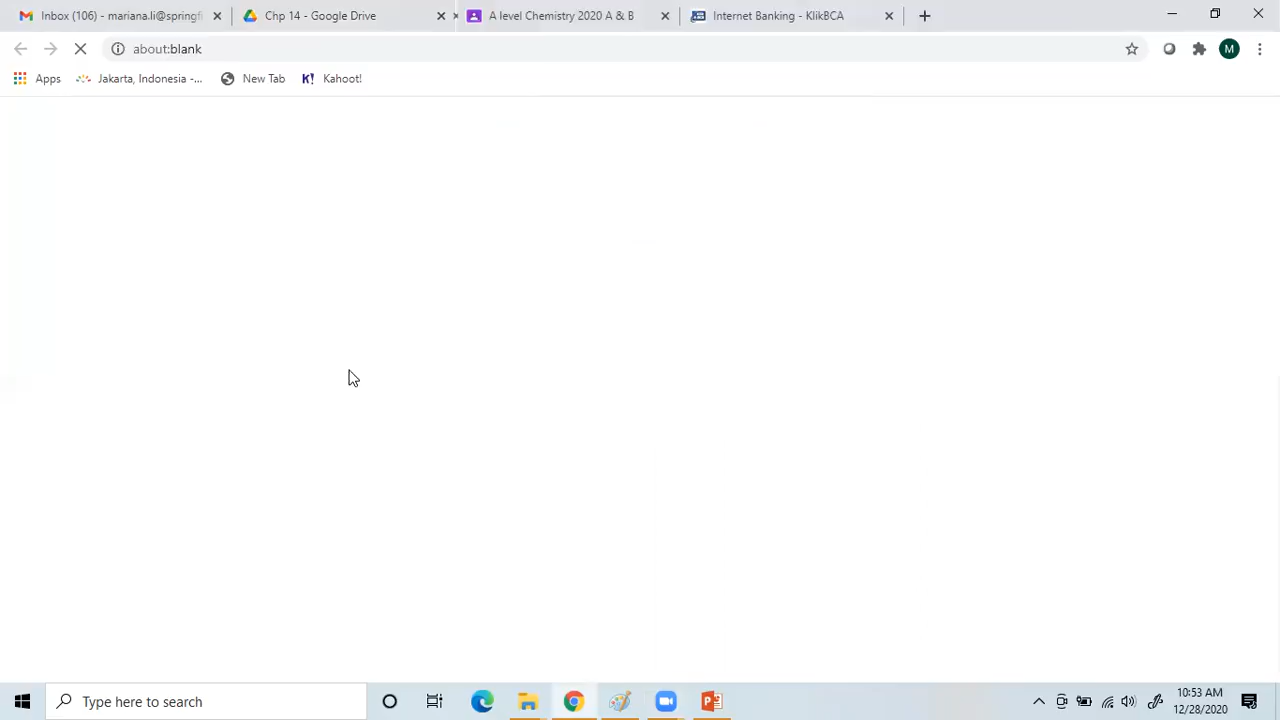 Inbox (106) - mariana.li@springf
Chp 14 - Google Drive
A level Chemistry 2020 A & B
Internet Banking - KlikBCA
about:blank
M
Apps
Jakarta, Indonesia -...
New Tab
K! Kahoot!
Type here to search
10:53 AM
12/28/2020